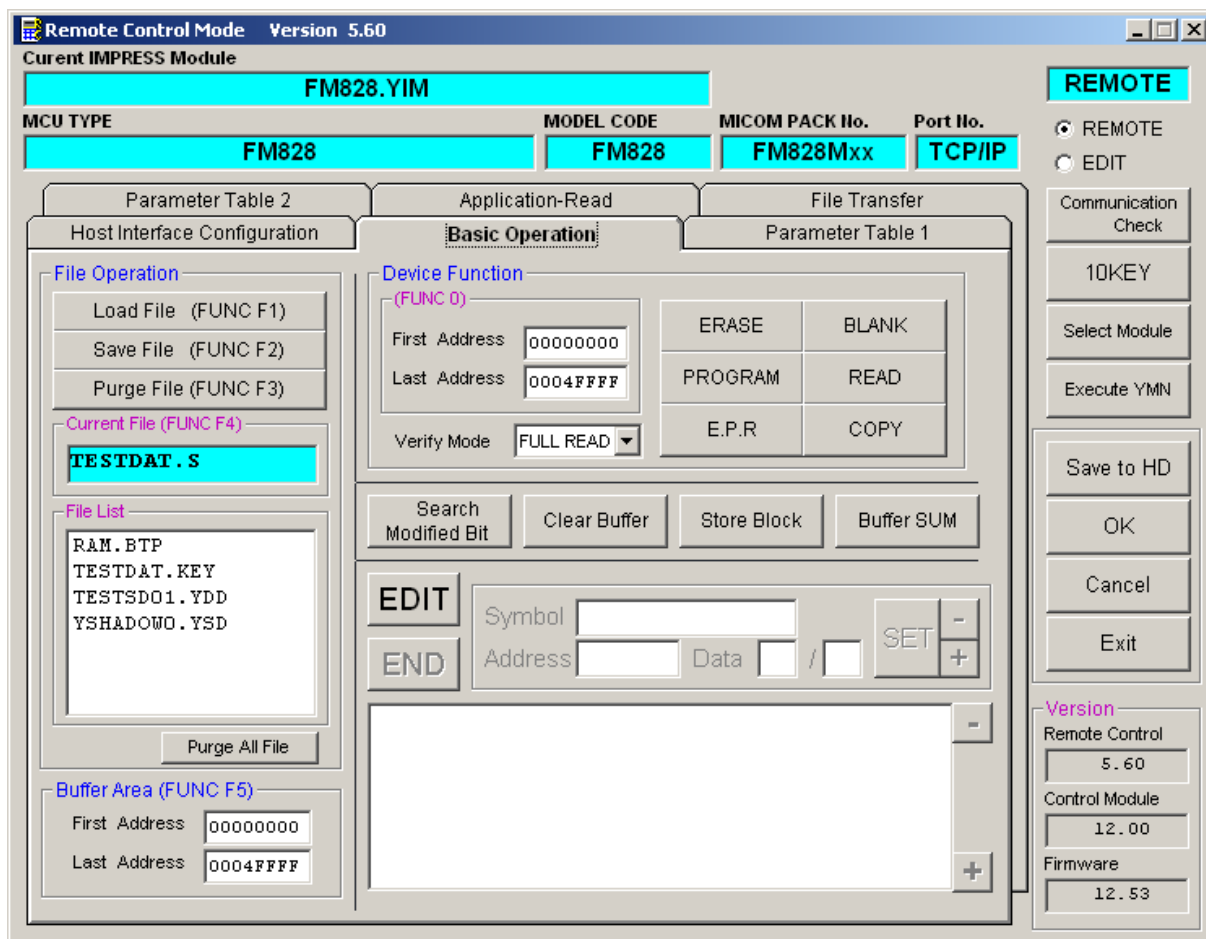 Remote Control Mode    Version  5.60
Curent IMPRESS Module
FM828.YIM
REMOTE
MCU TYPE
MODEL CODE
MICOM PACK No.
Port No.
FM828
FM828
FM828Mxx
TCP/IP
REMOTE
EDIT
Parameter Table 2
Application-Read
File Transfer
Host Interface Configuration
Basic Operation
Parameter Table 1
File Operation
Load File   (FUNC F1)
Save File   (FUNC F2)
Purge File (FUNC F3)
Current File (FUNC F4)
TESTDAT.S
File List
RAM.BTP
TESTDAT.KEY
TESTSD01.YDD
YSHADOW0.YSD
Purge All File
Buffer Area (FUNC F5)
First  Address
00000000
Last  Address
0004FFFF
Device Function
(FUNC 0)
First  Address
00000000
Last  Address
0004FFFF
Verify Mode
FULL READ
ERASE
BLANK
PROGRAM
READ
E.P.R
COPY
Search
Modified Bit
Clear Buffer
Store Block
Buffer SUM
EDIT
END
Symbol
Address
Data
/
SET
-
+
-
+
Communication
Check
10KEY
Select Module
Execute YMN
Save to HD
OK
Cancel
Exit
Version
Remote Control
5.60
Control Module
12.00
Firmware
12.53